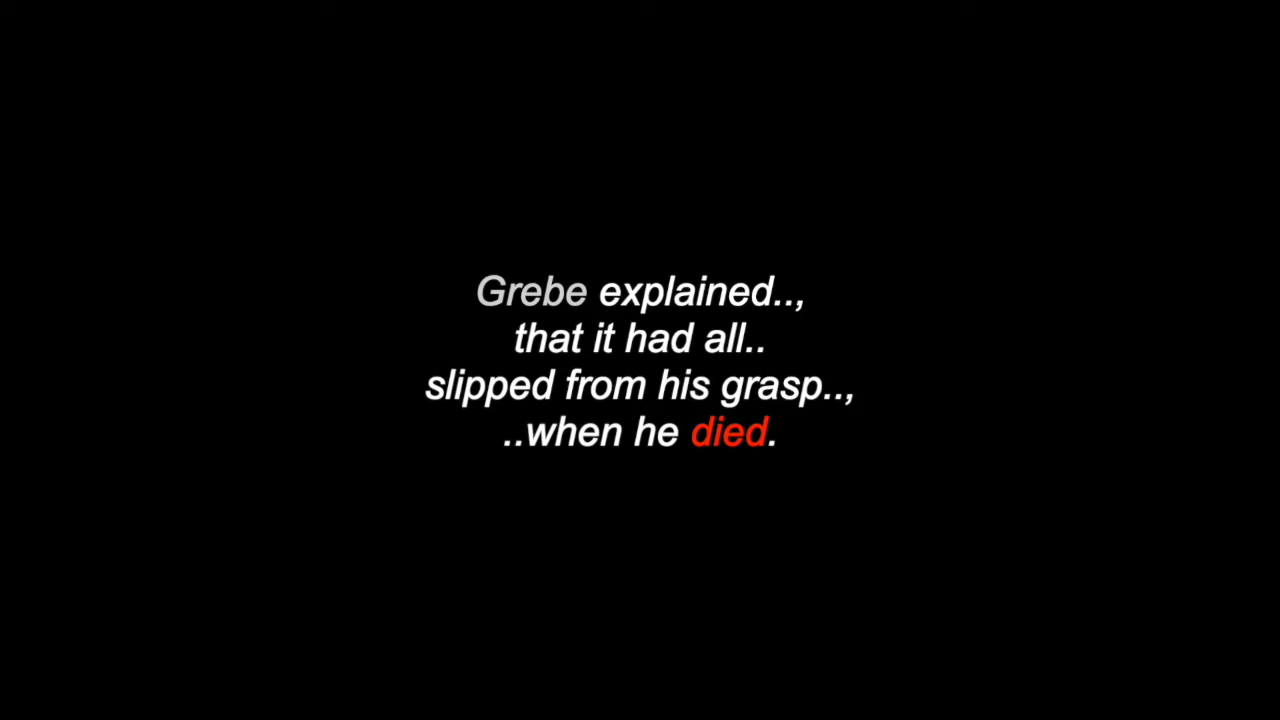 Grebe explained..,
that it had all..
slipped from his grasp..,
..when he died.